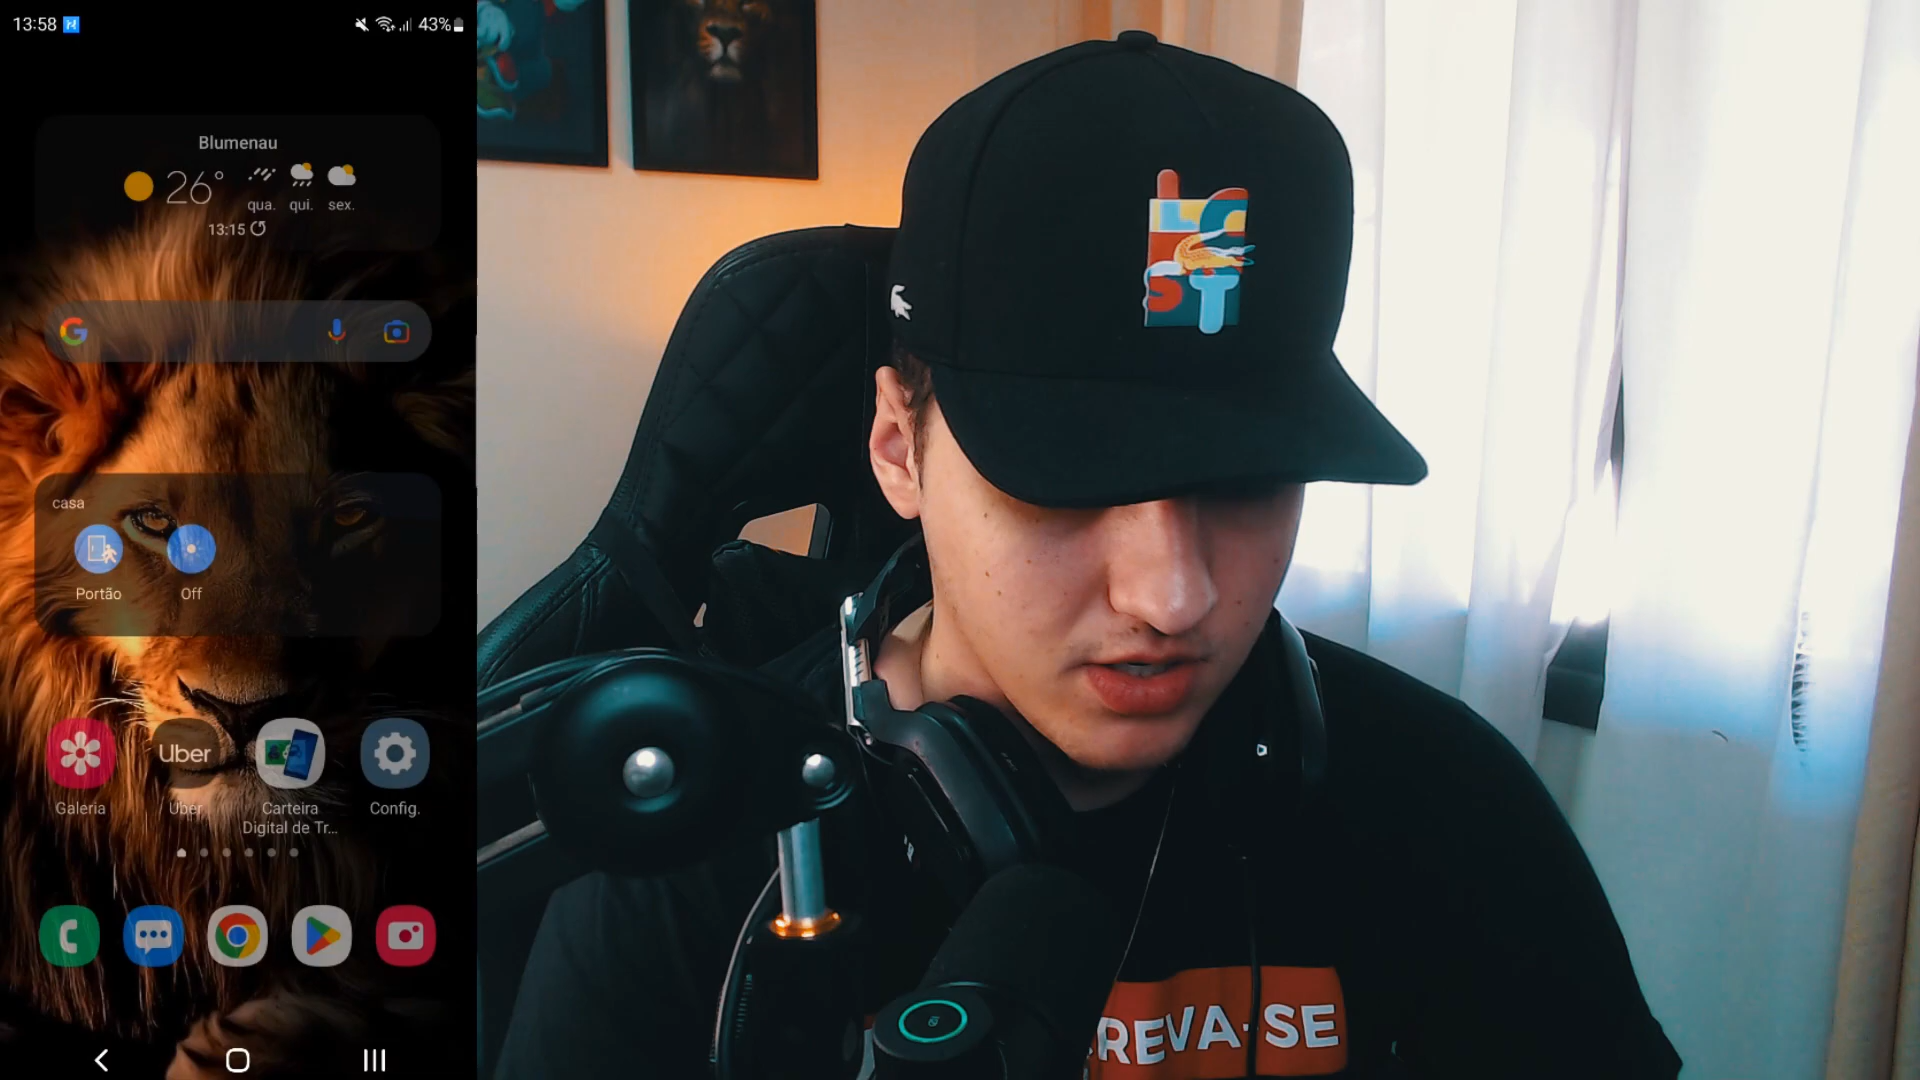 13:58
43%
Blumenau
26°
qua. qui. sex.
13:15
casa
Portão Off
Uber
Galeria Uber Carteira Digital de Tr... Config.
L C
S T
REVA-SE